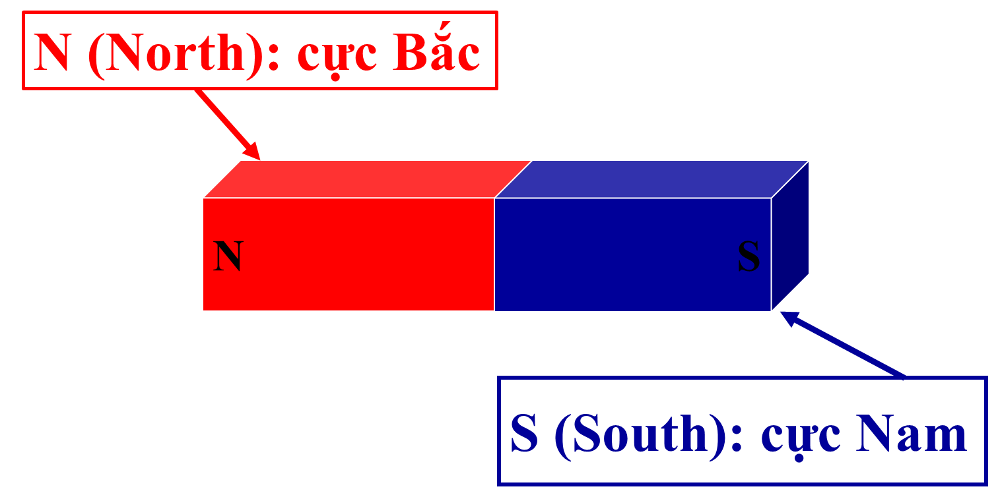 N (North): cực Bắc
N
S
S (South): cực Nam